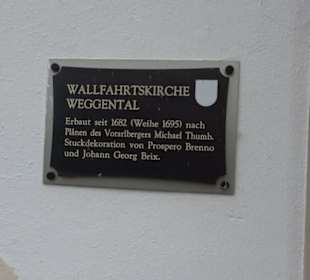 WALLFAHRTSKIRCHE
WEGGENTAL
Erbaut seit 1682 (Weihe 1695) nach
Plänen des Vorarlbergers Michael Thumb.
Stuckdekoration von Prospero Brenno
und Johann Georg Brix.